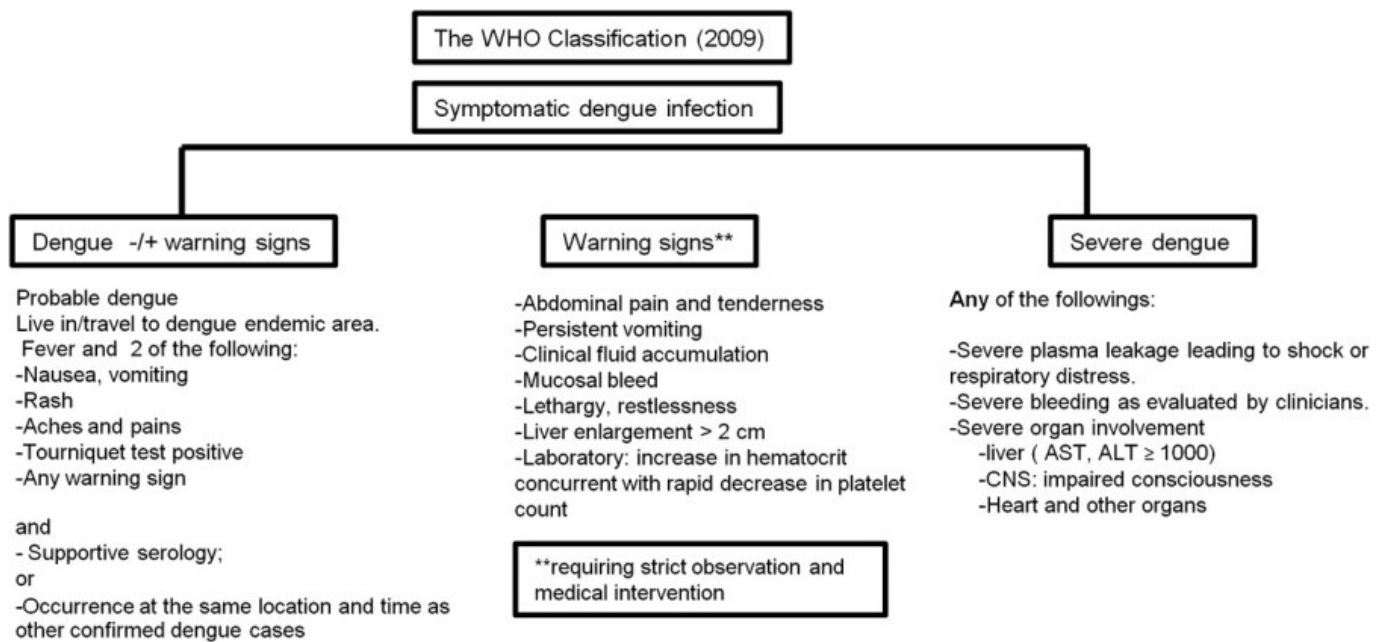 The WHO Classification (2009)
Symptomatic dengue infection
Dengue -/+ warning signs
Probable dengue
Live in/travel to dengue endemic area.
Fever and 2 of the following:
-Nausea, vomiting
-Rash
-Aches and pains
-Tourniquet test positive
-Any warning sign
and
- Supportive serology;
or
-Occurrence at the same location and time as
other confirmed dengue cases
Warning signs**
-Abdominal pain and tenderness
-Persistent vomiting
-Clinical fluid accumulation
-Mucosal bleed
-Lethargy, restlessness
-Liver enlargement > 2 cm
-Laboratory: increase in hematocrit
concurrent with rapid decrease in platelet
count
**requiring strict observation and
medical intervention
Severe dengue
Any of the followings:
-Severe plasma leakage leading to shock or
respiratory distress.
-Severe bleeding as evaluated by clinicians.
-Severe organ involvement
-liver ( AST, ALT ≥ 1000)
-CNS: impaired consciousness
-Heart and other organs